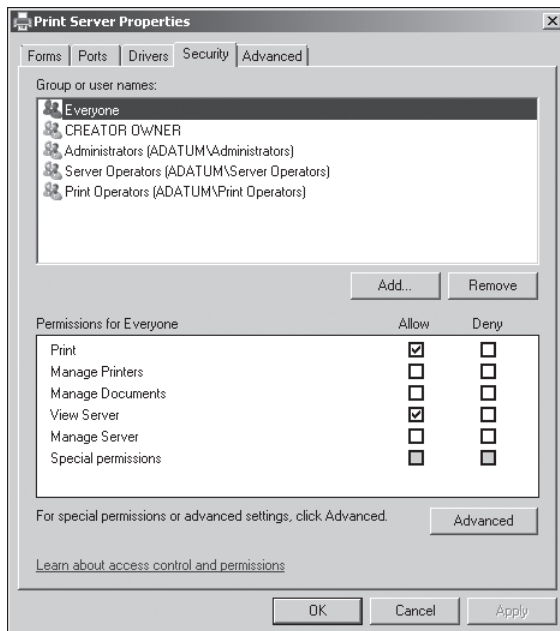 Print Server Properties
Forms Ports Drivers Security Advanced
Group or user names:
Everyone
CREATOR OWNER
Administrators (ADATUM\Administrators)
Server Operators (ADATUM\Server Operators)
Print Operators (ADATUM\Print Operators)
Add... Remove
Permissions for Everyone Allow Deny
Print
Manage Printers
Manage Documents
View Server
Manage Server
Special permissions
For special permissions or advanced settings, click Advanced. Advanced
Learn about access control and permissions
OK Cancel Apply